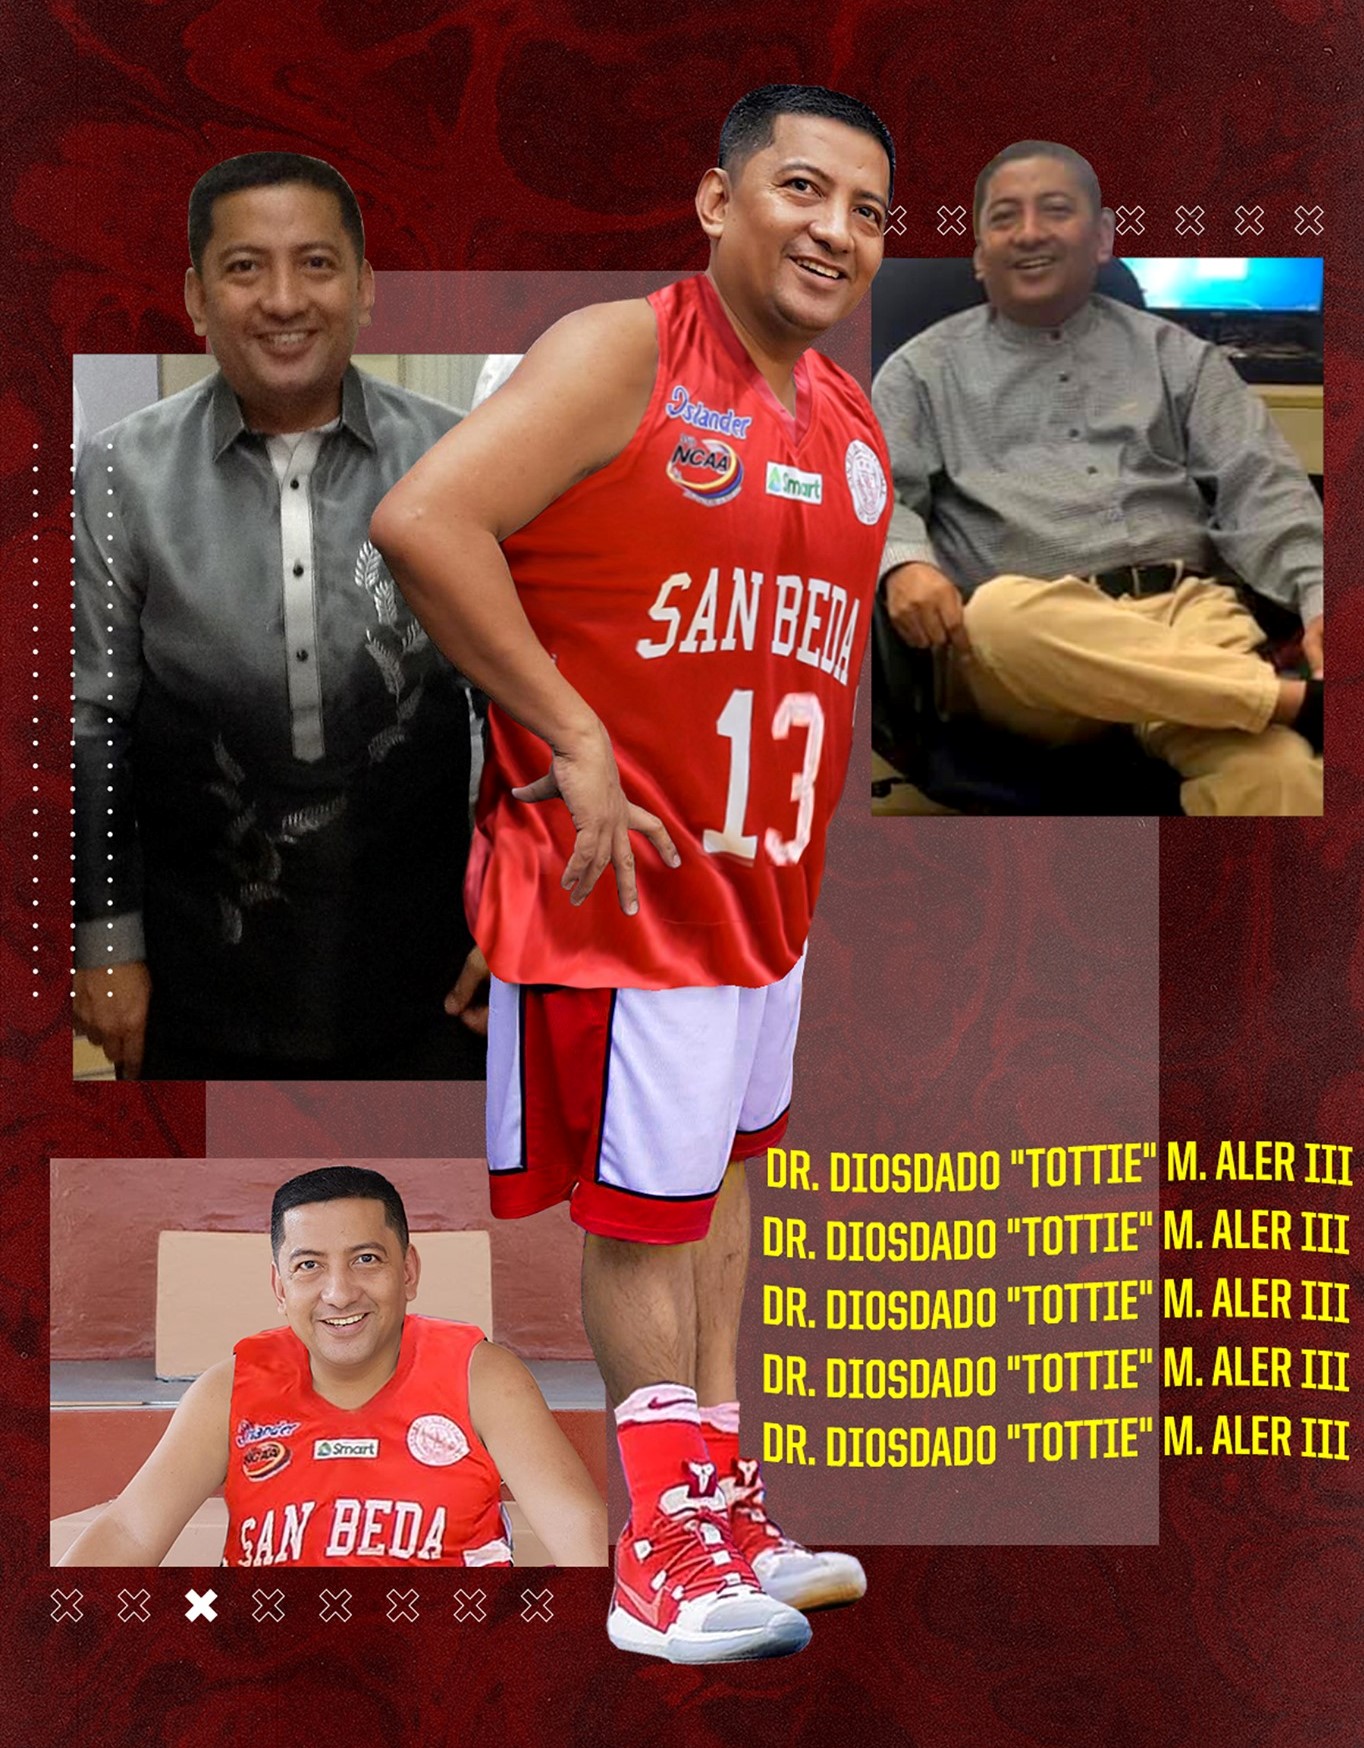 Islander
NCAA
Smart
SAN BEDA
13
DR. DIOSDADO "TOTTIE" M. ALER III
DR. DIOSDADO "TOTTIE" M. ALER III
DR. DIOSDADO "TOTTIE" M. ALER III
DR. DIOSDADO "TOTTIE" M. ALER III
DR. DIOSDADO "TOTTIE" M. ALER III
Islander
NCAA
Smart
SAN BEDA